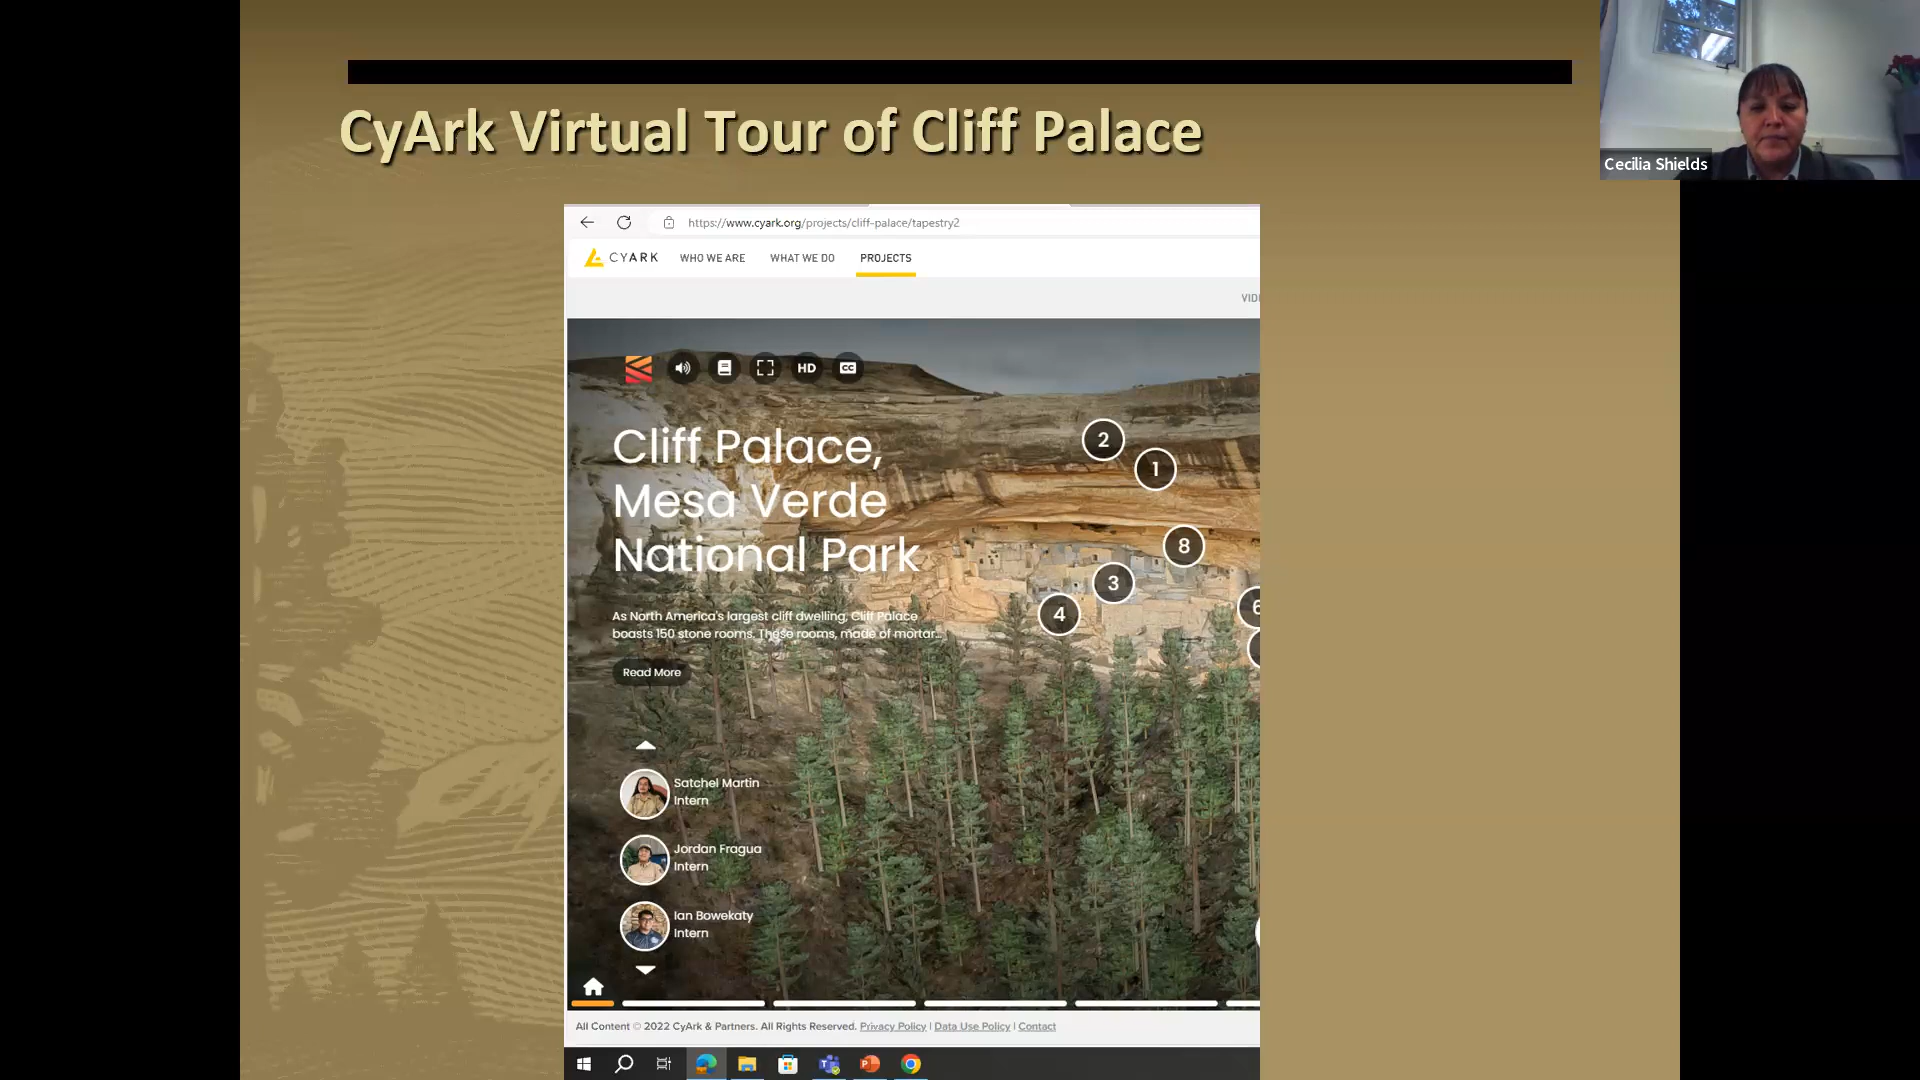 CyArk Virtual Tour of Cliff Palace
Cecilia Shields
https://www.cyark.org/projects/cliff-palace/tapestry2
CYARK WHO WE ARE WHAT WE DO PROJECTS
VID
HD CC
Cliff Palace,
Mesa Verde
National Park
2
1
8
3
4
6
As North America's largest cliff dwelling, Cliff Palace
boasts 150 stone rooms. These rooms, made of mortar...
Read More
Satchel Martin
Intern
Jordan Fragua
Intern
Ian Bowekaty
Intern
All Content © 2022 CyArk & Partners. All Rights Reserved. Privacy Policy | Data Use Policy | Contact